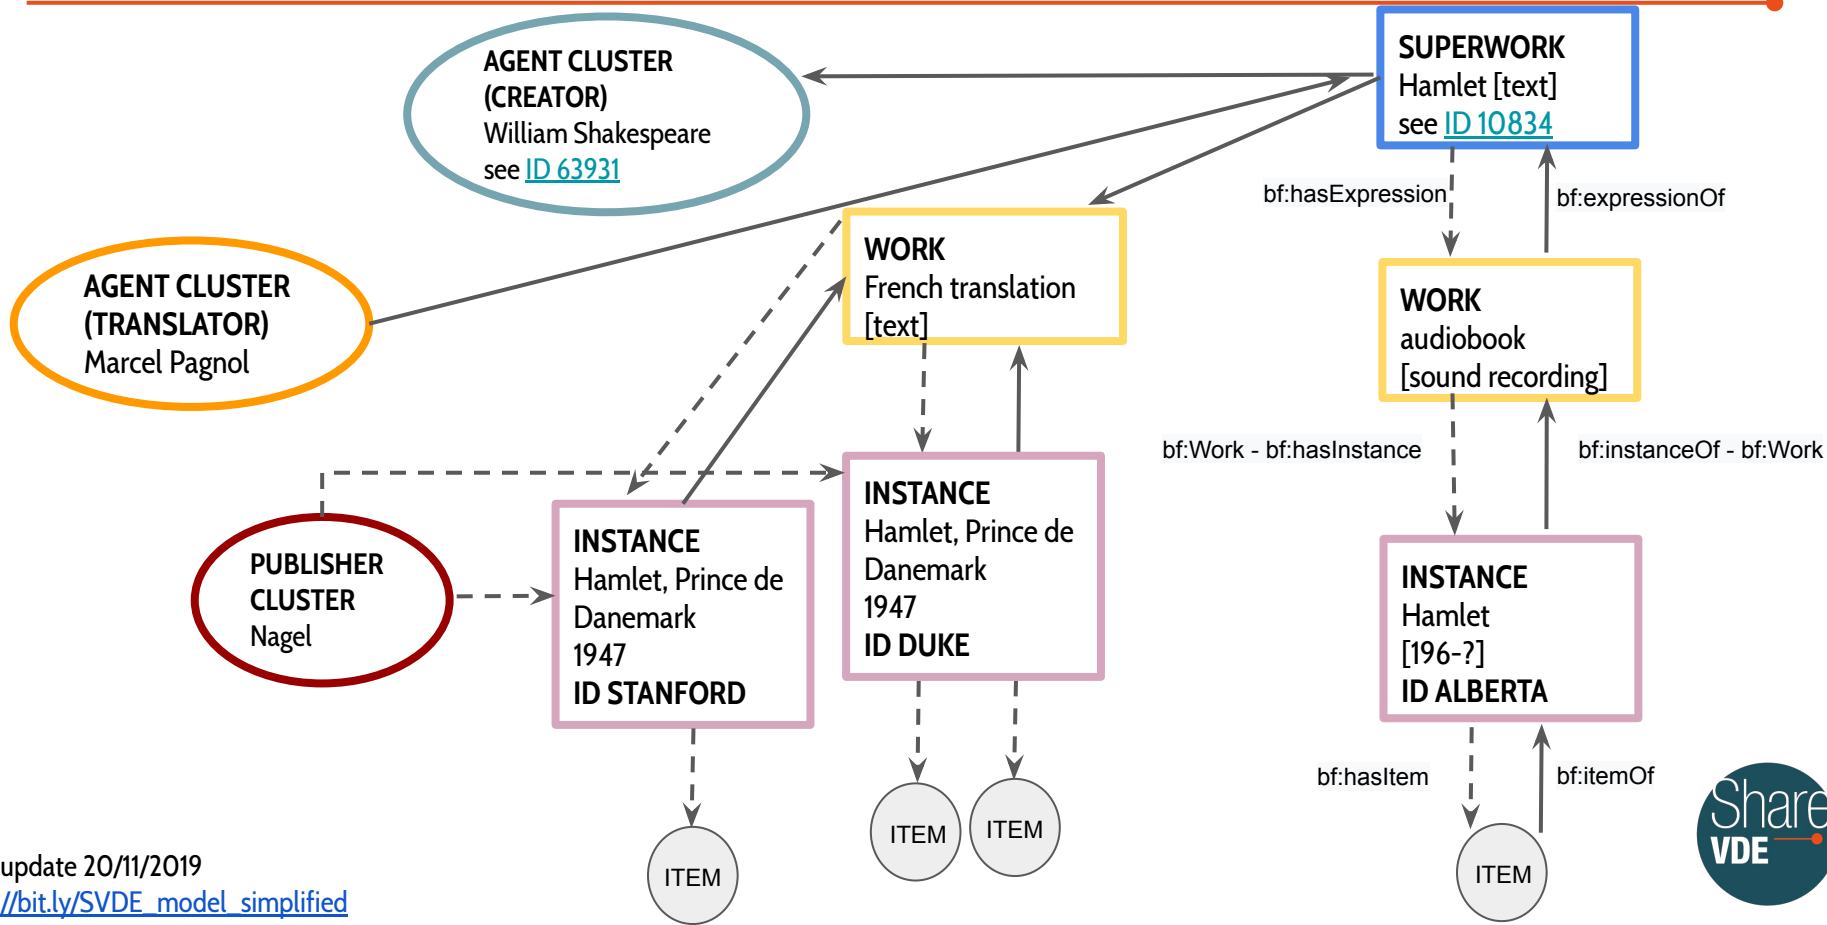 AGENT CLUSTER
(CREATOR)
William Shakespeare
see ID 63931
SUPERWORK
Hamlet [text]
see ID 10834
bf:hasExpression
bf:expressionOf
AGENT CLUSTER
(TRANSLATOR)
Marcel Pagnol
WORK
French translation
[text]
WORK
audiobook
[sound recording]
bf:Work - bf:hasInstance
bf:instanceOf - bf:Work
PUBLISHER
CLUSTER
Nagel
INSTANCE
Hamlet, Prince de
Danemark
1947
ID STANFORD
INSTANCE
Hamlet, Prince de
Danemark
1947
ID DUKE
INSTANCE
Hamlet
[196-?]
ID ALBERTA
bf:hasItem
bf:itemOf
ITEM
ITEM
ITEM
ITEM
Share
VDE
update 20/11/2019
//bit.ly/SVDE_model_simplified